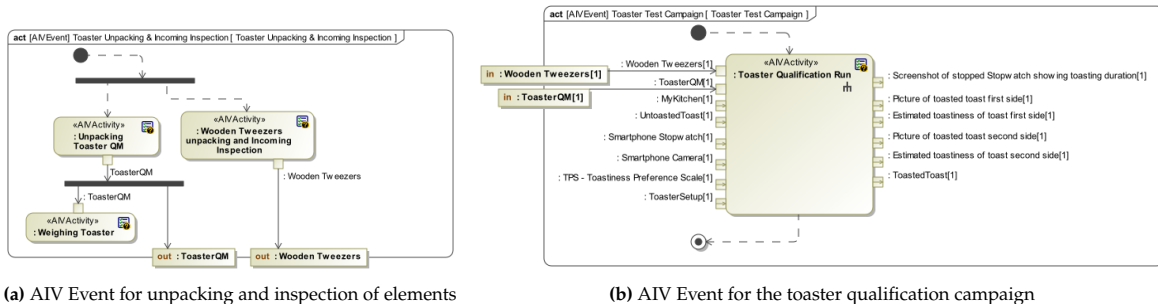 act [AIVEvent] Toaster Unpacking & Incoming Inspection [ Toaster Unpacking & Incoming Inspection ]
«AIVActivity»
: Unpacking
Toaster QM
«AIVActivity»
: Wooden Tweezers
unpacking and Incoming
Inspection
ToasterQM
: Wooden Tweezers
: ToasterQM
«AIVActivity»
: Weighing Toaster
out : ToasterQM
out : Wooden Tweezers
(a) AIV Event for unpacking and inspection of elements
act [AIVEvent] Toaster Test Campaign [ Toaster Test Campaign ]
in : Wooden Tweezers[1]
in : ToasterQM[1]
: Wooden Tweezers[1]
: ToasterQM[1]
: MyKitchen[1]
: UntoastedToast[1]
: Smartphone Stopwatch[1]
: Smartphone Camera[1]
: TPS - Toastiness Preference Scale[1]
: ToasterSetup[1]
«AIVActivity»
: Toaster Qualification Run
: Screenshot of stopped Stopwatch showing toasting duration[1]
: Picture of toasted toast first side[1]
: Estimated toastiness of toast first side[1]
: Picture of toasted toast second side[1]
: Estimated toastiness of toast second side[1]
: ToastedToast[1]
(b) AIV Event for the toaster qualification campaign